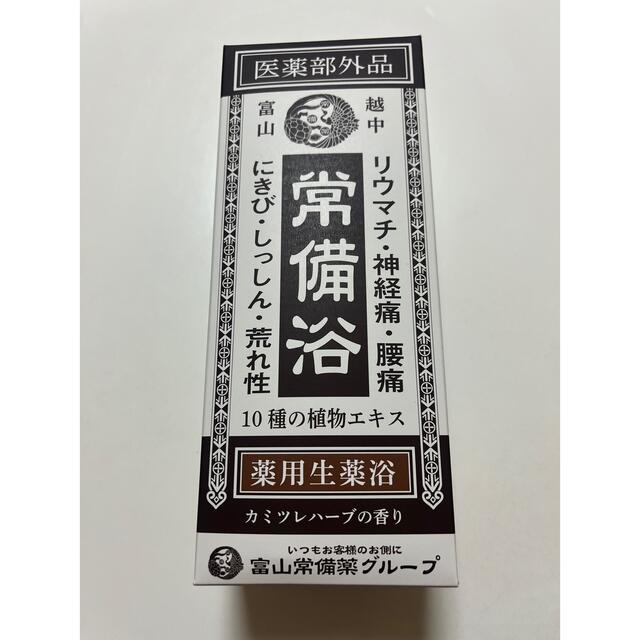 医薬部外品
越中
富山
リウマチ・神経痛・腰痛
常備浴
にきび・しっしん・荒れ性
10種の植物エキス
薬用生薬浴
カミツレハーブの香り
いつもお客様のお側に
富山常備薬グループ